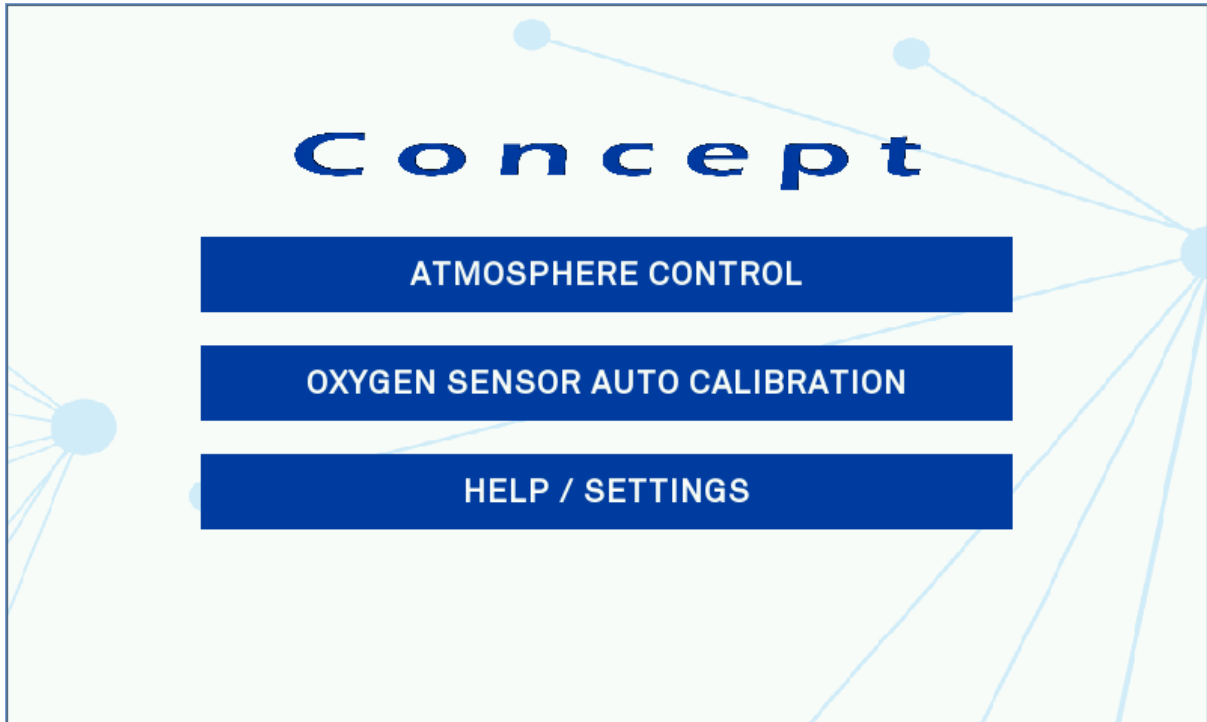 Concept
ATMOSPHERE CONTROL
OXYGEN SENSOR AUTO CALIBRATION
HELP / SETTINGS